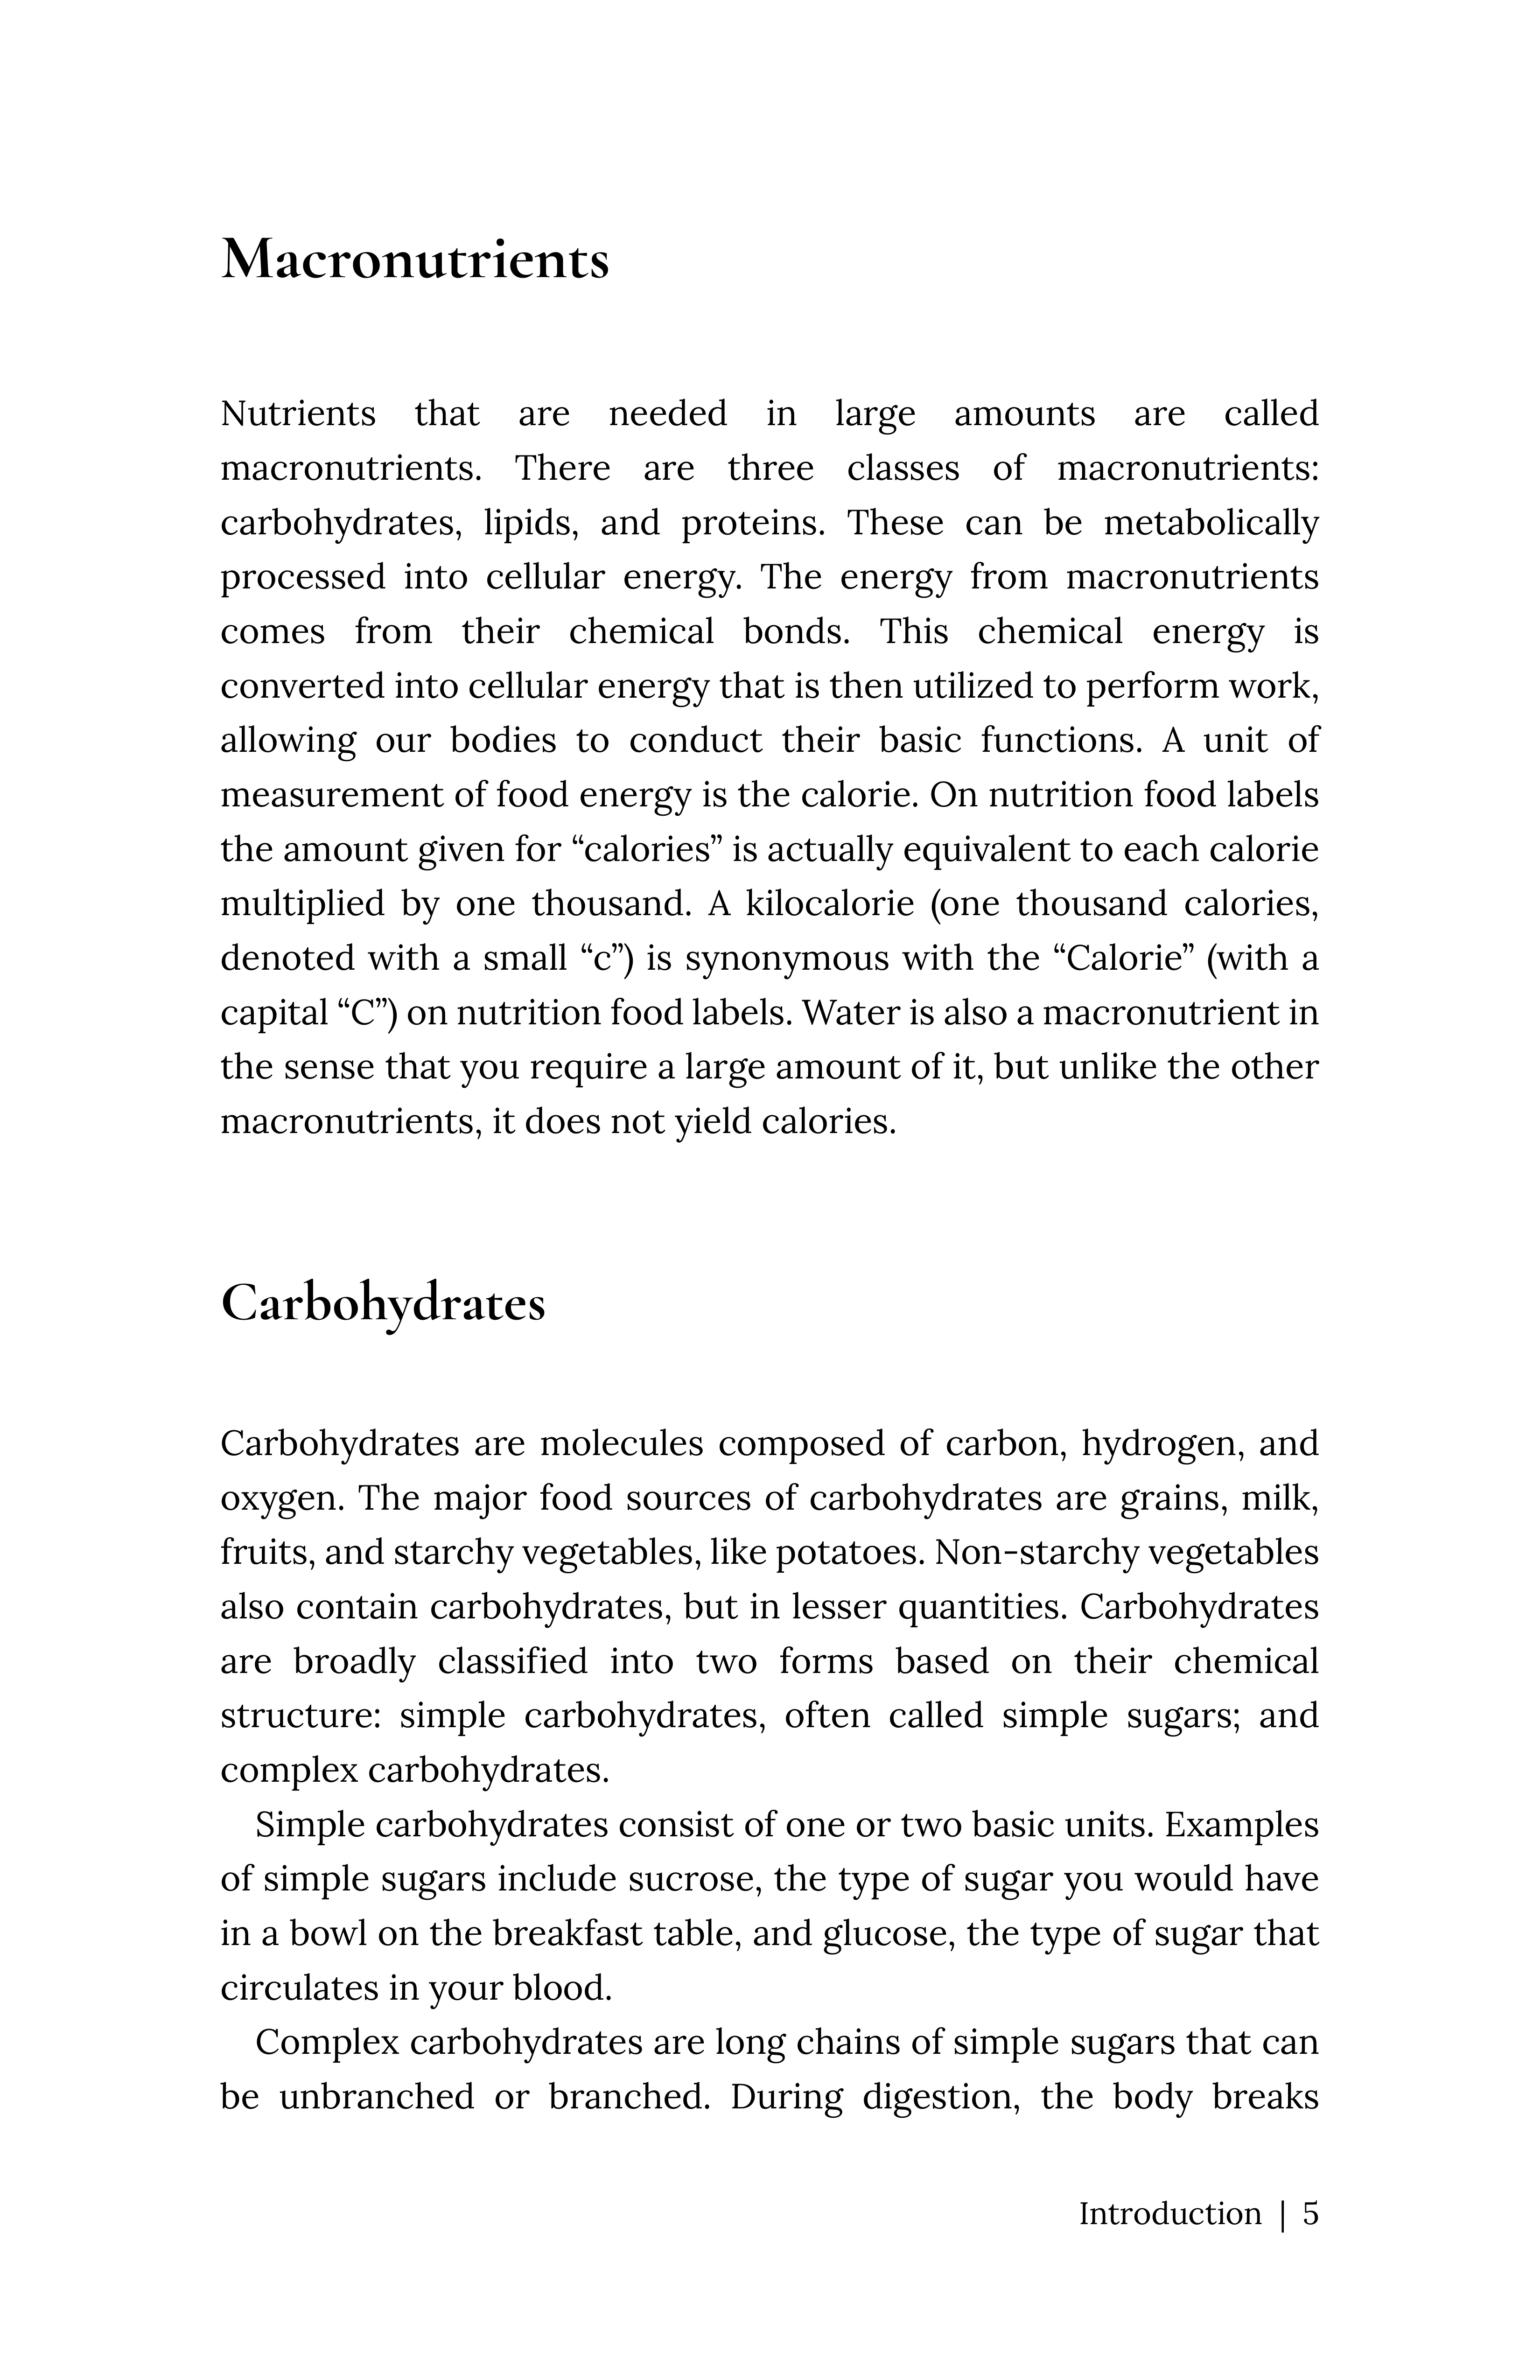 Macronutrients
Nutrients that are needed in large amounts are called
macronutrients. There are three classes of macronutrients:
carbohydrates, lipids, and proteins. These can be metabolically
processed into cellular energy. The energy from macronutrients
comes from their chemical bonds. This chemical energy is
converted into cellular energy that is then utilized to perform work,
allowing our bodies to conduct their basic functions. A unit of
measurement of food energy is the calorie. On nutrition food labels
the amount given for “calories” is actually equivalent to each calorie
multiplied by one thousand. A kilocalorie (one thousand calories,
denoted with a small “c”) is synonymous with the “Calorie” (with a
capital “C”) on nutrition food labels. Water is also a macronutrient in
the sense that you require a large amount of it, but unlike the other
macronutrients, it does not yield calories.
Carbohydrates
Carbohydrates are molecules composed of carbon, hydrogen, and
oxygen. The major food sources of carbohydrates are grains, milk,
fruits, and starchy vegetables, like potatoes. Non-starchy vegetables
also contain carbohydrates, but in lesser quantities. Carbohydrates
are broadly classified into two forms based on their chemical
structure: simple carbohydrates, often called simple sugars; and
complex carbohydrates.
Simple carbohydrates consist of one or two basic units. Examples
of simple sugars include sucrose, the type of sugar you would have
in a bowl on the breakfast table, and glucose, the type of sugar that
circulates in your blood.
Complex carbohydrates are long chains of simple sugars that can
be unbranched or branched. During digestion, the body breaks
Introduction | 5